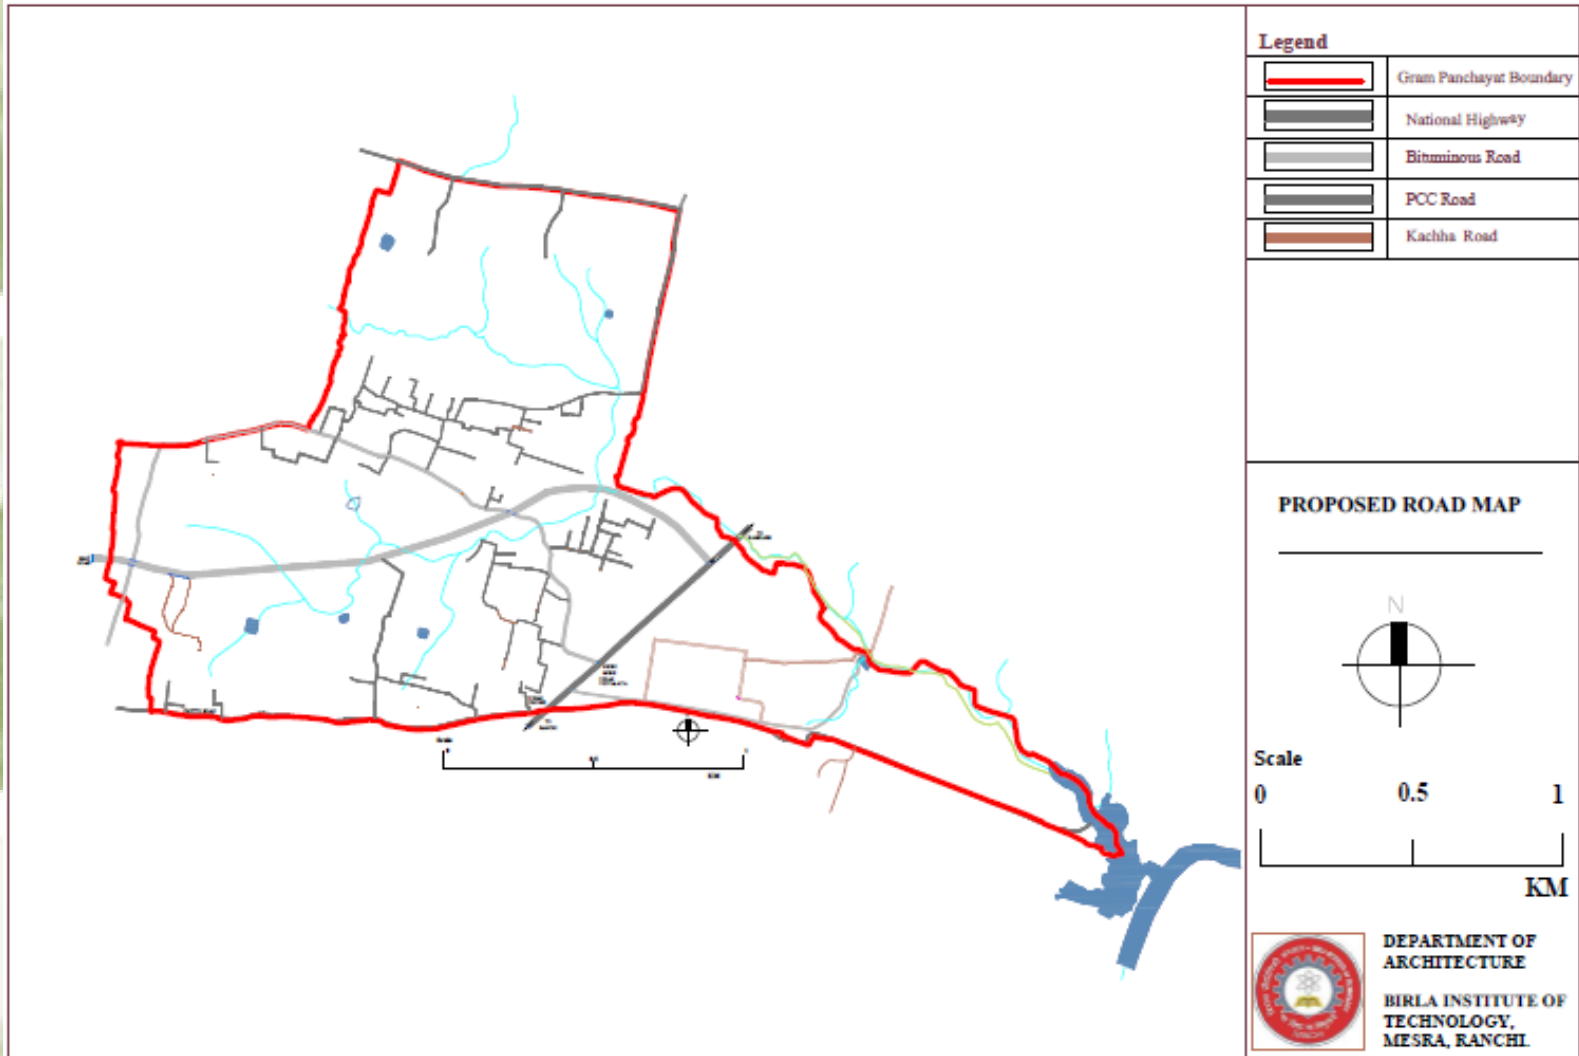 Legend
Gram Panchayat Boundary
National Highway
Bituminous Road
PCC Road
Kachha Road
PROPOSED ROAD MAP
N
Scale
0 0.5 1
KM
DEPARTMENT OF
ARCHITECTURE
BIRLA INSTITUTE OF
TECHNOLOGY,
MESRA, RANCHI.